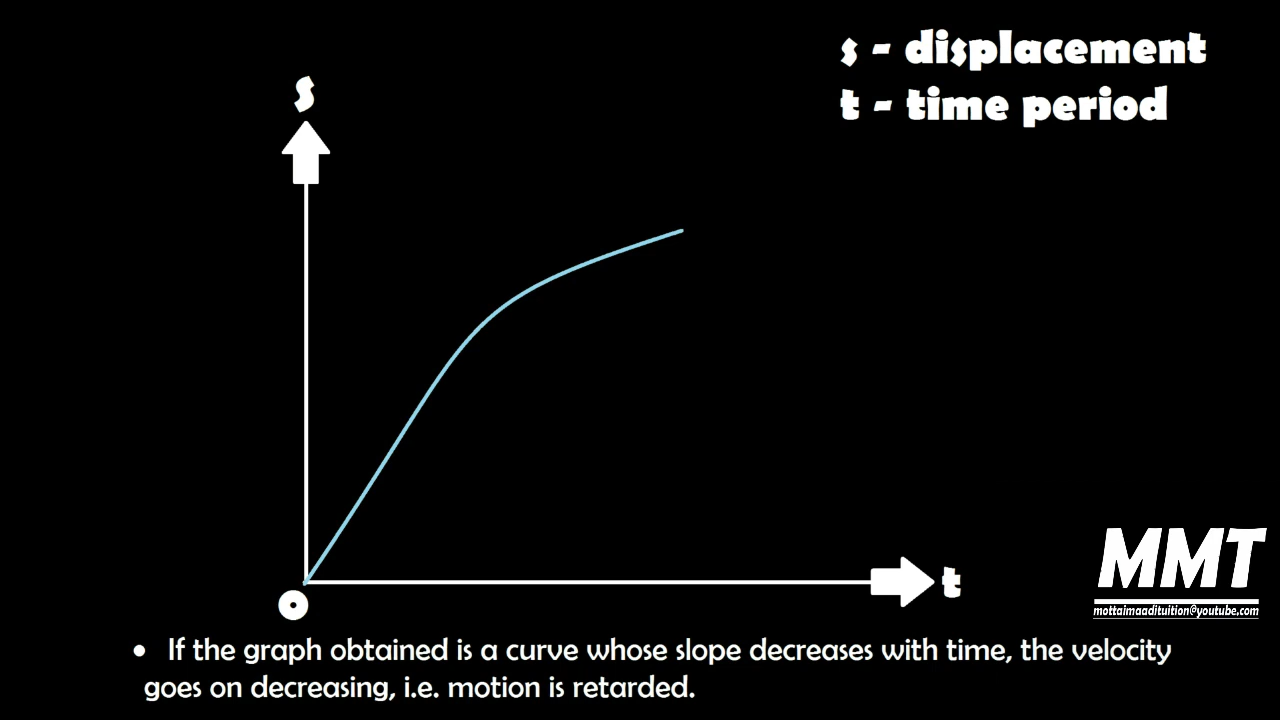 s - displacement
t - time period
s
t
O
MMT
mottaimaadituition@youtube.com
• If the graph obtained is a curve whose slope decreases with time, the velocity
goes on decreasing, i.e. motion is retarded.